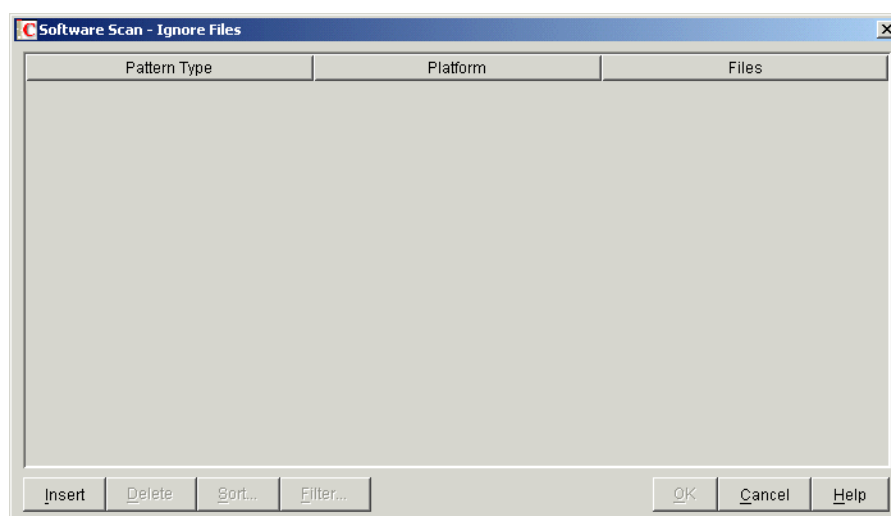 Software Scan - Ignore Files
Pattern Type Platform Files
Insert Delete Sort... Filter... OK Cancel Help